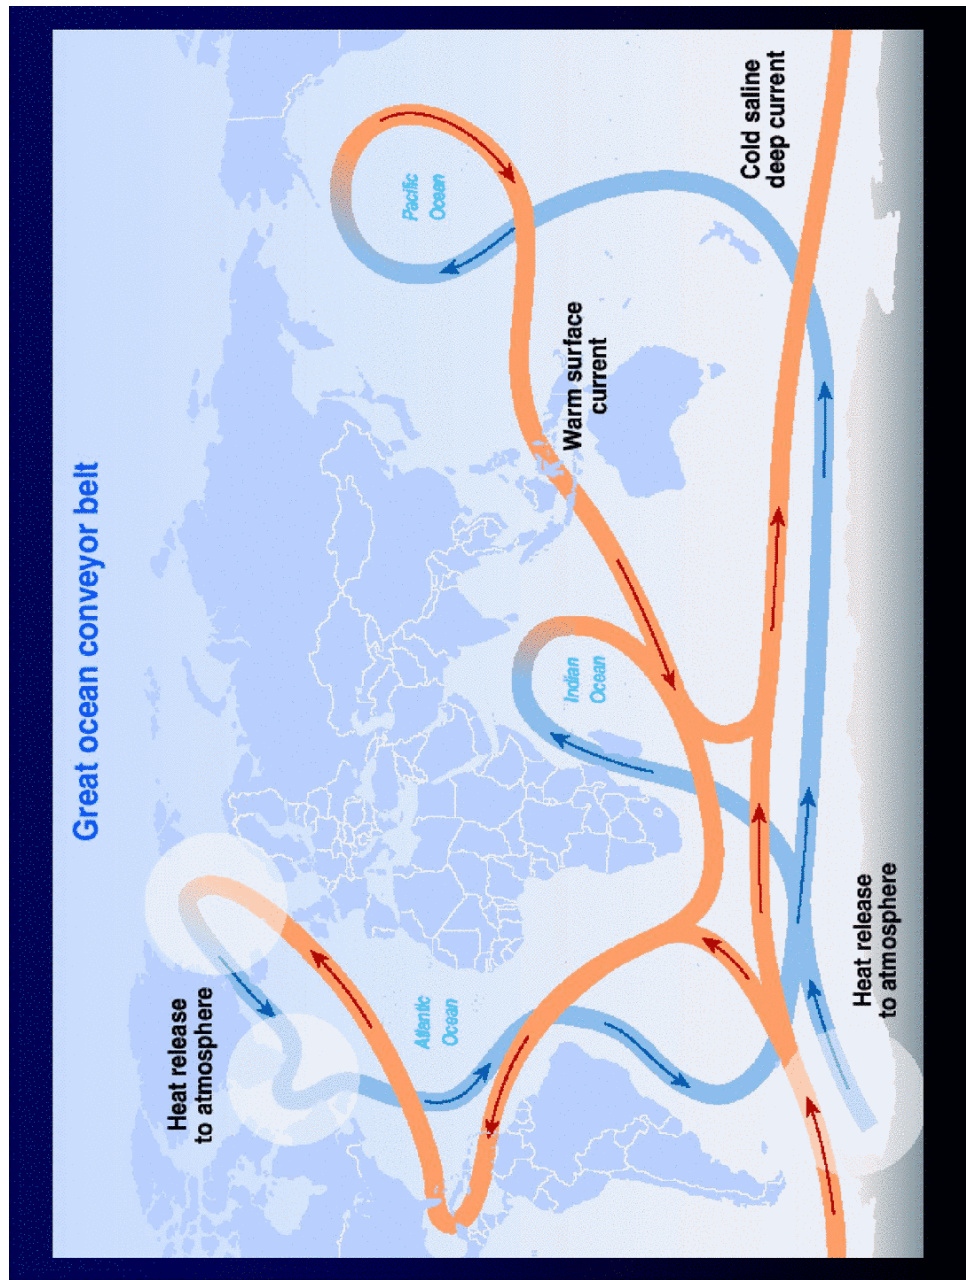 Great ocean conveyor belt
Heat release
to atmosphere
Atlantic
Ocean
Pacific
Ocean
Indian
Ocean
Warm surface
current
Cold saline
deep current
Heat release
to atmosphere